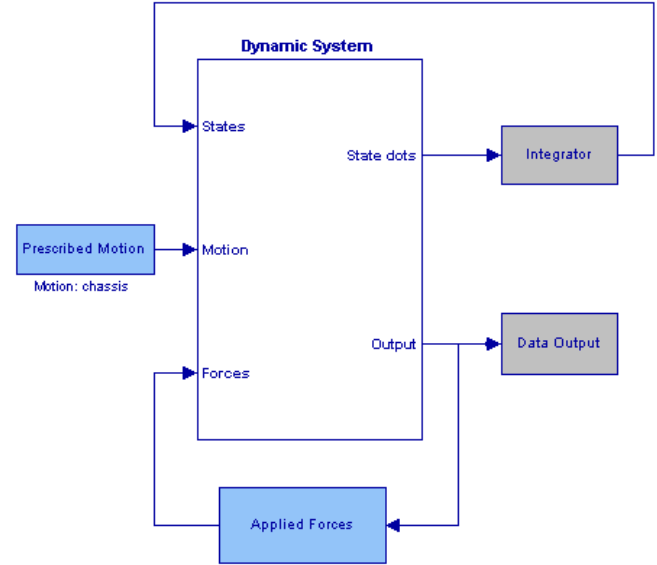 Dynamic System
States
State dots
Integrator
Prescribed Motion
Motion
Motion: chassis
Output
Data Output
Forces
Applied Forces